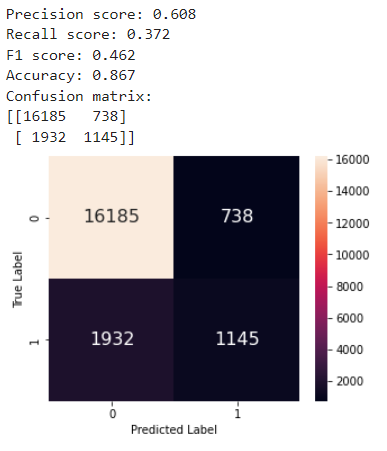 Precision score: 0.608
Recall score: 0.372
F1 score: 0.462
Accuracy: 0.867
Confusion matrix:
[[16185   738]
 [ 1932  1145]]
16185 738
1932 1145
0
1
True Label
0 1
Predicted Label
16000
14000
12000
10000
8000
6000
4000
2000